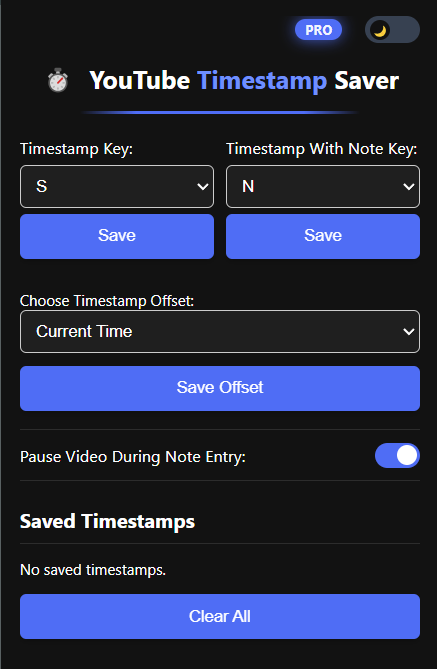 PRO
YouTube Timestamp Saver
Timestamp Key: Timestamp With Note Key:
S N
Save Save
Choose Timestamp Offset:
Current Time
Save Offset
Pause Video During Note Entry:
Saved Timestamps
No saved timestamps.
Clear All